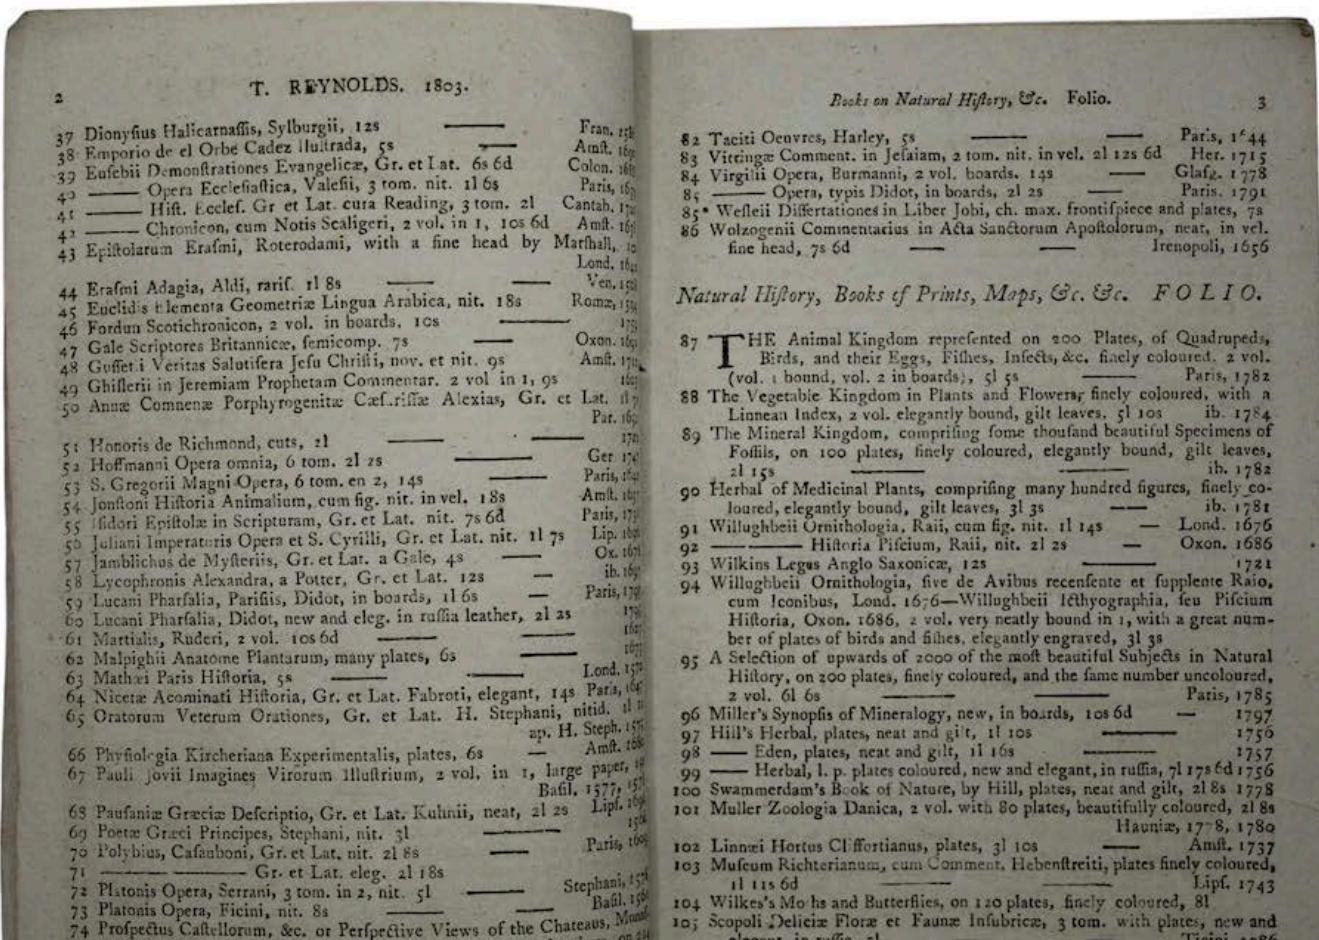 2
T. REYNOLDS. 1803.
37 Dionyſius Halicarnaſſis, Sylburgii, 12s —— Fran.
38 Emporio de el Orbe Cadez Iluſtrada, 5s — Amſt.
39 Euſebii Demonſtrationes Evangelicæ, Gr. et Lat. 6s 6d Colon.
40 —— Opera Eccleſiaſtica, Valeſii, 3 tom. nit. 1l 6s Paris,
41 —— Hiſt. Eccleſ. Gr et Lat. cura Reading, 3 tom. 2l Cantab.
42 —— Chronicon, cum Notis Scaligeri, 2 vol. in 1, 10s 6d Amſt.
43 Epiſtolarum Eraſmi, Roterodami, with a fine head by Marſhall,
Lond.
44 Eraſmi Adagia, Aldi, rariſ. 1l 8s —— — Ven.
45 Euclidis Elementa Geometriæ Lingua Arabica, nit. 18s Romæ,
46 Fordun Scotichronicon, 2 vol. in boards, 10s ——
47 Gale Scriptores Britannicæ, ſemicomp. 7s — Oxon.
48 Guſſetii Veritas Salutifera Jeſu Chriſti, nov. et nit. 9s Amſt.
49 Ghiſlerii in Jeremiam Prophetam Commentar. 2 vol in 1, 9s
50 Annæ Comnenæ Porphyrogenitæ Cæſariſſæ Alexias, Gr. et Lat.
Par.
51 Honoris de Richmond, cuts, 2l —— ——
52 Hoffmanni Opera omnia, 6 tom. 2l 2s —— Ger
53 S. Gregorii Magni Opera, 6 tom. en 2, 14s —— Paris,
54 Jonſtoni Hiſtoria Animalium, cum fig. nit. in vel. 18s Amſt.
55 Iſidori Epiſtolæ in Scripturam, Gr. et Lat. nit. 7s 6d Paris,
56 Juliani Imperatoris Opera et S. Cyrilli, Gr. et Lat. nit. 1l 7s Lip.
57 Jamblichus de Myſteriis, Gr. et Lat. a Gale, 4s — Ox.
58 Lycophronis Alexandra, a Potter, Gr. et Lat. 12s — ib.
59 Lucani Pharſalia, Pariſiis, Didot, in boards, 1l 6s — Paris,
60 Lucani Pharſalia, Didot, new and eleg. in ruſſia leather, 2l 2s
61 Martialis, Ruderi, 2 vol. 10s 6d —— ——
62 Malpighii Anatome Plantarum, many plates, 6s —
63 Mathæi Paris Hiſtoria, 5s —— —— Lond.
64 Nicetæ Acominati Hiſtoria, Gr. et Lat. Fabroti, elegant, 14s Paris,
65 Oratorum Veterum Orationes, Gr. et Lat. H. Stephani, nitid.
ap. H. Steph.
66 Phyſiologia Kircheriana Experimentalis, plates, 6s — Amſt.
67 Pauli Jovii Imagines Virorum Illuſtrium, 2 vol. in 1, large paper,
Baſil. 1577,
68 Pauſaniæ Græciæ Deſcriptio, Gr. et Lat. Kuhnii, neat, 2l 2s Lipſ.
69 Poetæ Græci Principes, Stephani, nit. 3l ——
70 Polybius, Caſauboni, Gr. et Lat. nit. 2l 8s — Paris,
71 —— —— Gr. et Lat. eleg. 2l 18s
72 Platonis Opera, Serrani, 3 tom. in 2, nit. 5l —— Stephani,
73 Platonis Opera, Ficini, nit. 8s —— —— Baſil.
74 Proſpectus Caſtellorum, &c. or Perſpective Views of the Chateaus,
Books on Natural Hiſtory, &c. Folio. 3
82 Taciti Oeuvres, Harley, 5s —— —— Paris, 1644
83 Vitringæ Comment. in Jeſaiam, 2 tom. nit. in vel. 2l 12s 6d Her. 1715
84 Virgilii Opera, Burmanni, 2 vol. boards. 14s — Glaſg. 1778
85 —— Opera, typis Didot, in boards, 2l 2s — Paris. 1791
85* Weſleii Diſſertationes in Liber Jobi, ch. max. frontiſpiece and plates, 7s
86 Wolzogenii Commentarius in Acta Sanctorum Apoſtolorum, neat, in vel.
fine head, 7s 6d — — Irenopoli, 1656
Natural Hiſtory, Books of Prints, Maps, &c. &c. FOLIO.
87 THE Animal Kingdom repreſented on 200 Plates, of Quadrupeds,
Birds, and their Eggs, Fiſhes, Inſects, &c. finely coloured. 2 vol.
(vol. 1 bound, vol. 2 in boards), 5l 5s —— Paris, 1782
88 The Vegetable Kingdom in Plants and Flowers, finely coloured, with a
Linnean Index, 2 vol. elegantly bound, gilt leaves. 5l 10s ib. 1784
89 The Mineral Kingdom, compriſing ſome thouſand beautiful Specimens of
Foſſils, on 100 plates, finely coloured, elegantly bound, gilt leaves,
2l 15s —— —— ib. 1782
90 Herbal of Medicinal Plants, compriſing many hundred figures, finely co-
loured, elegantly bound, gilt leaves, 3l 3s — ib. 1781
91 Willughbeii Ornithologia, Raii, cum fig. nit. 1l 14s — Lond. 1676
92 —— —— Hiſtoria Piſcium, Raii, nit. 2l 2s — Oxon. 1686
93 Wilkins Leges Anglo Saxonicæ, 12s —— 1721
94 Willughbeii Ornithologia, ſive de Avibus recenſente et ſupplente Raio,
cum Iconibus, Lond. 1676—Willughbeii Icthyographia, ſeu Piſcium
Hiſtoria, Oxon. 1686, 2 vol. very neatly bound in 1, with a great num-
ber of plates of birds and fiſhes, elegantly engraved, 3l 3s
95 A Selection of upwards of 2000 of the moſt beautiful Subjects in Natural
Hiſtory, on 200 plates, finely coloured, and the ſame number uncoloured,
2 vol. 6l 6s —— —— Paris, 1785
96 Miller's Synopſis of Mineralogy, new, in boards, 10s 6d — 1797
97 Hill's Herbal, plates, neat and gilt, 1l 10s —— 1756
98 —— Eden, plates, neat and gilt, 1l 16s —— 1757
99 —— Herbal, l. p. plates coloured, new and elegant, in ruſſia, 7l 17s 6d 1756
100 Swammerdam's Book of Nature, by Hill, plates, neat and gilt, 2l 8s 1778
101 Muller Zoologia Danica, 2 vol. with 80 plates, beautifully coloured, 2l 8s
Hauniæ, 1778, 1780
102 Linnæi Hortus Cliffortianus, plates, 3l 10s — Amſt. 1737
103 Muſeum Richterianum, cum Comment. Hebenſtreiti, plates finely coloured,
1l 11s 6d —— —— Lipſ. 1743
104 Wilkes's Moths and Butterflies, on 120 plates, finely coloured, 8l
105 Scopoli Deliciæ Floræ et Faunæ Inſubricæ, 3 tom. with plates, new and